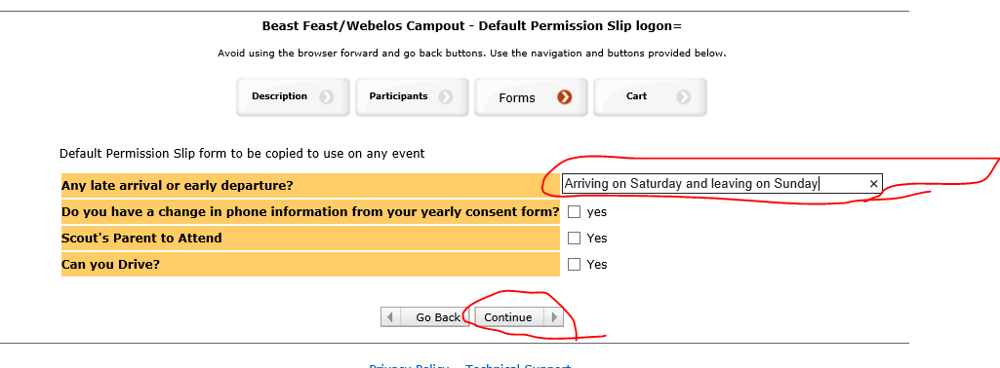 Beast Feast/Webelos Campout - Default Permission Slip logon=
Avoid using the browser forward and go back buttons. Use the navigation and buttons provided below.
Description Participants Forms Cart
Default Permission Slip form to be copied to use on any event
Any late arrival or early departure? Arriving on Saturday and leaving on Sunday ×
Do you have a change in phone information from your yearly consent form? yes
Scout's Parent to Attend Yes
Can you Drive? Yes
Go Back Continue
Privacy Policy Technical Support